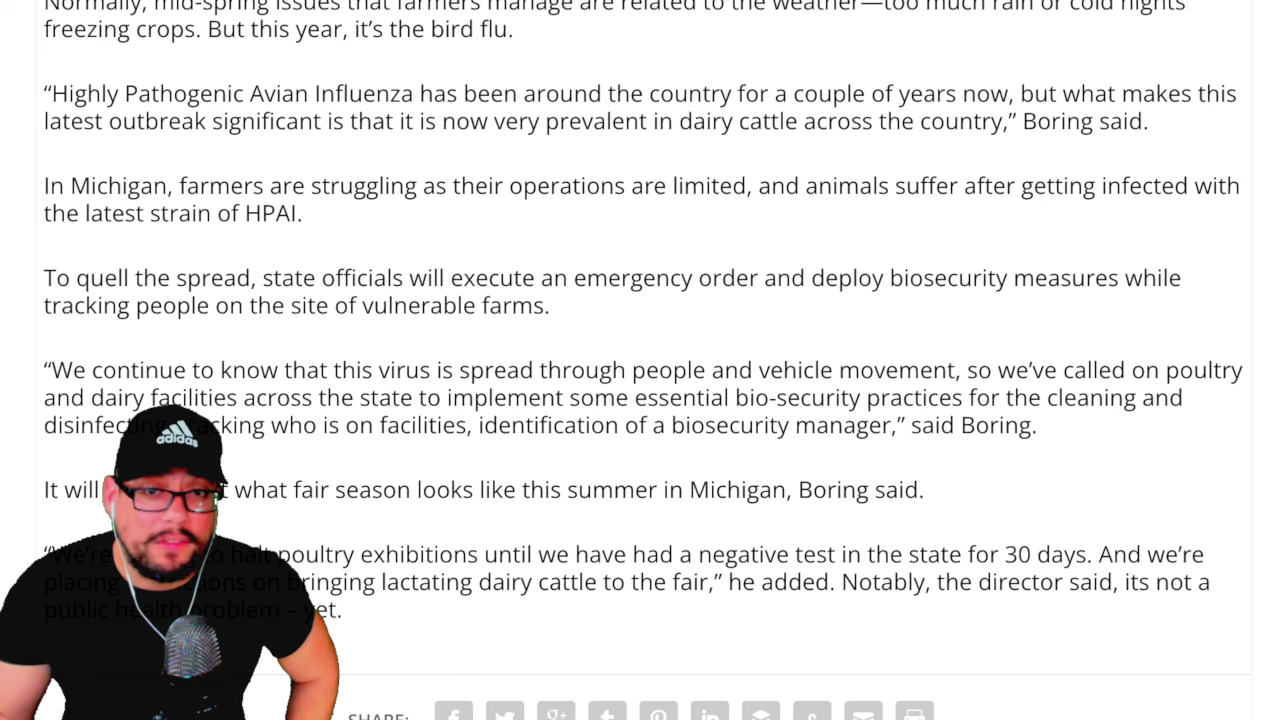 Normally, mid-spring issues that farmers manage are related to the weather—too much rain or cold nights
freezing crops. But this year, it’s the bird flu.
“Highly Pathogenic Avian Influenza has been around the country for a couple of years now, but what makes this
latest outbreak significant is that it is now very prevalent in dairy cattle across the country,” Boring said.
In Michigan, farmers are struggling as their operations are limited, and animals suffer after getting infected with
the latest strain of HPAI.
To quell the spread, state officials will execute an emergency order and deploy biosecurity measures while
tracking people on the site of vulnerable farms.
“We continue to know that this virus is spread through people and vehicle movement, so we’ve called on poultry
and dairy facilities across the state to implement some essential bio-security practices for the cleaning and
disinfecting, tracking who is on facilities, identification of a biosecurity manager,” said Boring.
It will what fair season looks like this summer in Michigan, Boring said.
“We’re to halt poultry exhibitions until we have had a negative test in the state for 30 days. And we’re
placing on bringing lactating dairy cattle to the fair,” he added. Notably, the director said, its not a
public health problem – yet.
adidas
SHARE: